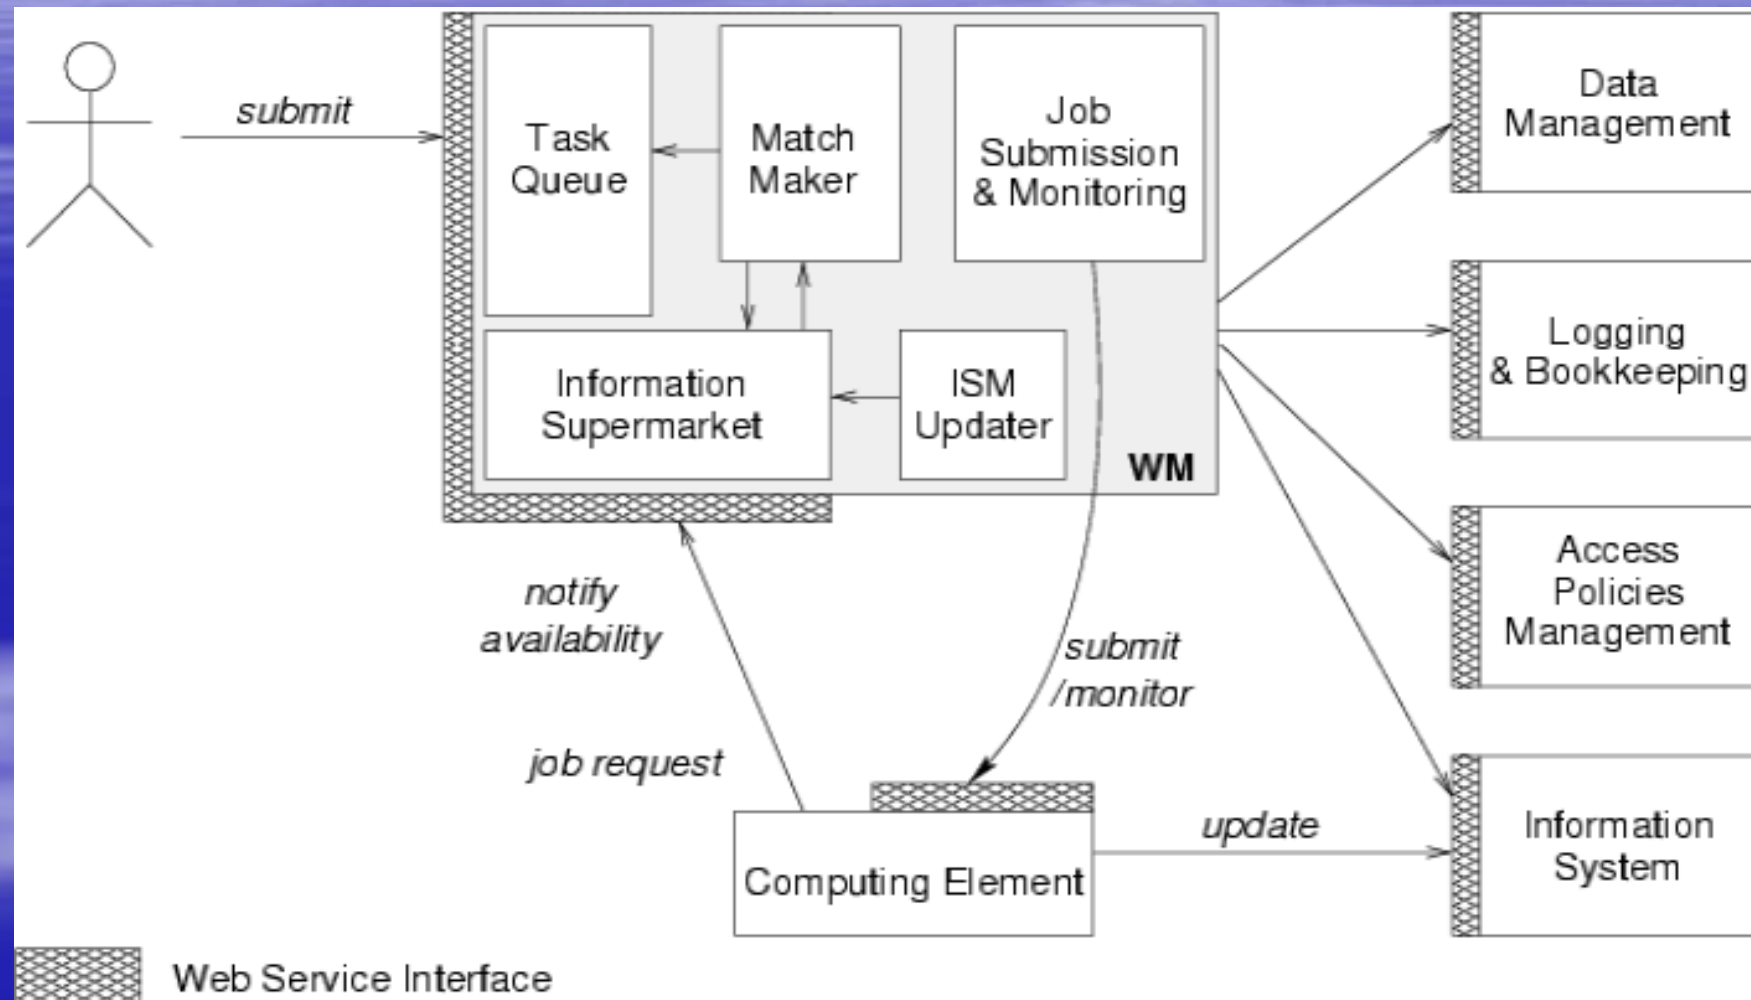 submit
Task
Queue
Match
Maker
Job
Submission
& Monitoring
Information
Supermarket
ISM
Updater
WM
Data
Management
Logging
& Bookkeeping
Access
Policies
Management
Information
System
notify
availability
job request
submit
/monitor
update
Computing Element
Web Service Interface